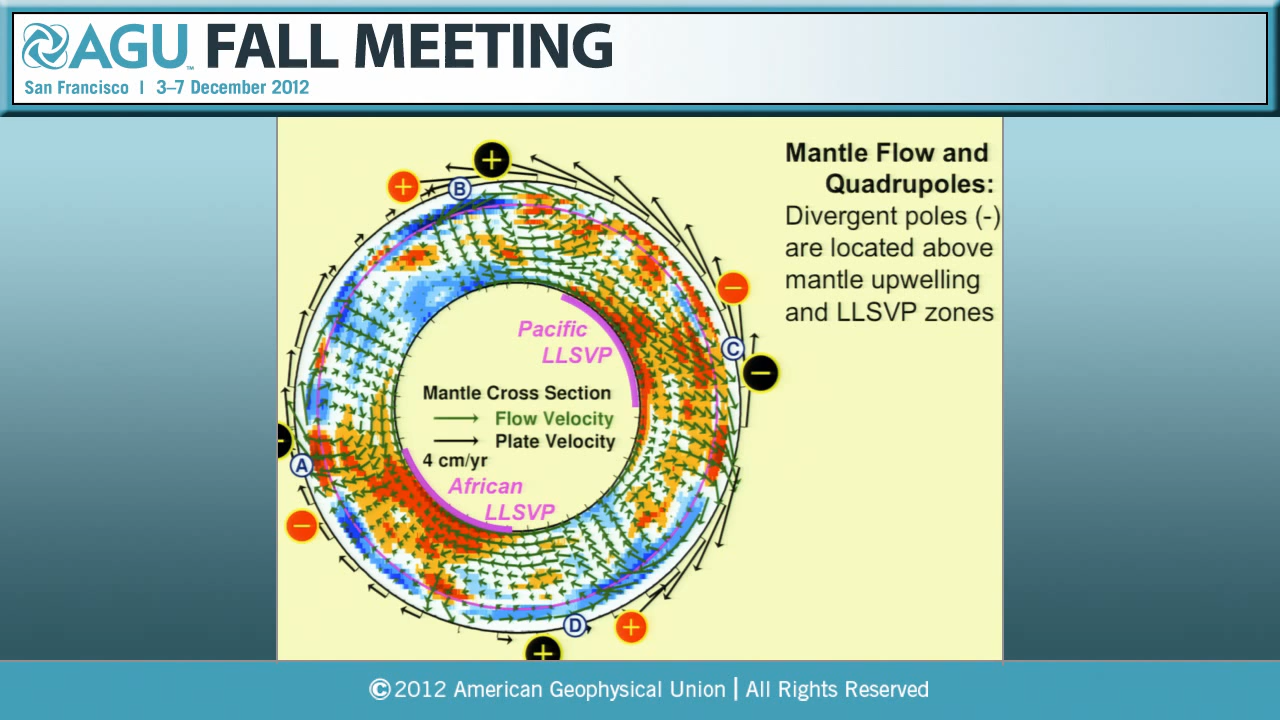 AGU™ FALL MEETING
San Francisco | 3–7 December 2012
Mantle Flow and
Quadrupoles:
Divergent poles (-)
are located above
mantle upwelling
and LLSVP zones
+
+
B
−
C
−
Pacific
LLSVP
Mantle Cross Section
Flow Velocity
Plate Velocity
4 cm/yr
African
LLSVP
−
A
−
D
+
+
©2012 American Geophysical Union | All Rights Reserved